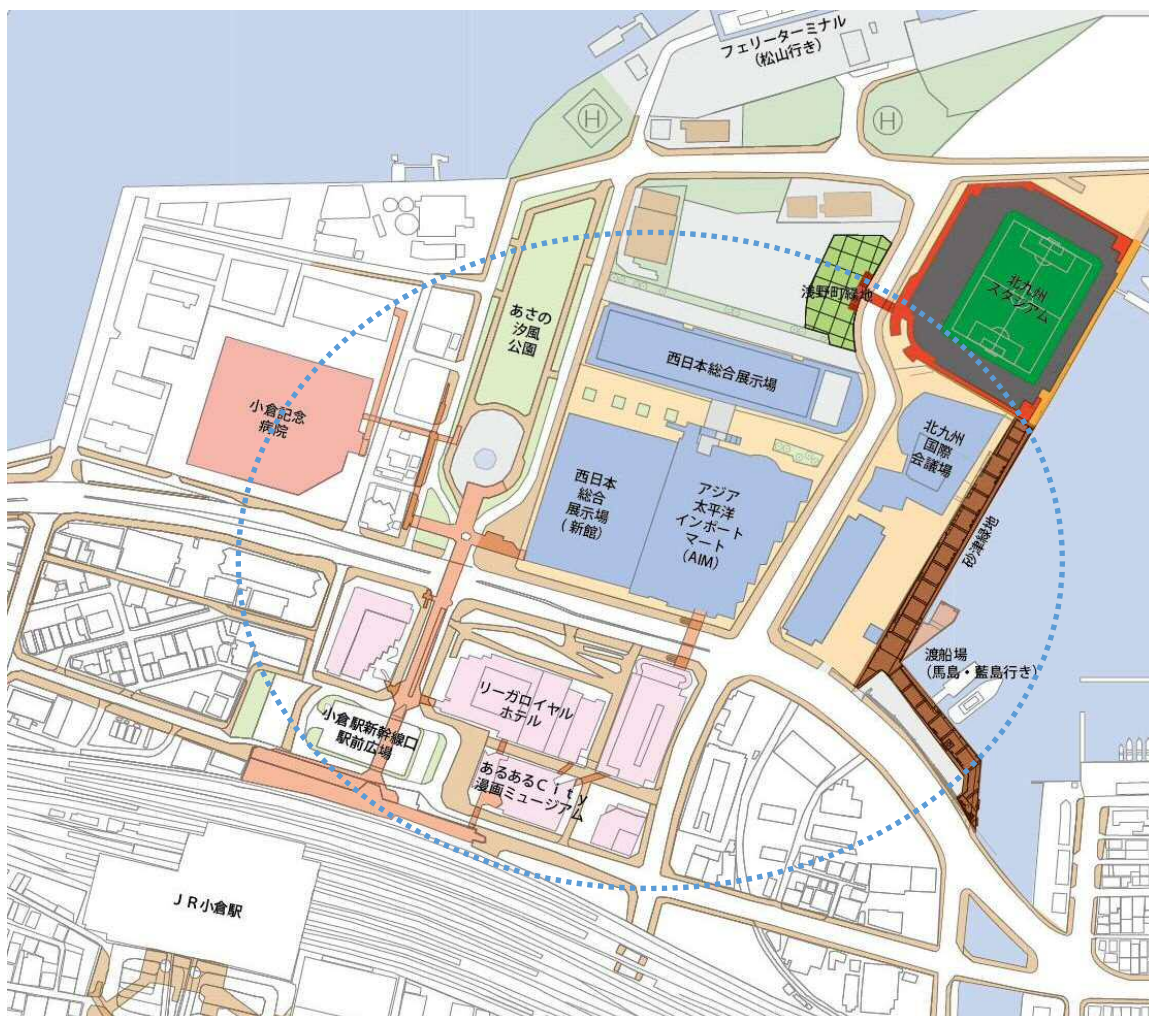 フェリーターミナル
（松山行き）
H
H
浅野町緑地
北九州
スタジアム
あさの
汐風
公園
西日本総合展示場
小倉記念
病院
北九州
国際
会議場
西日本
総合
展示場
（新館）
アジア
太平洋
インポート
マート
（AIM）
砂津緑地
渡船場
（馬島・藍島行き）
リーガロイヤル
ホテル
小倉駅新幹線口
駅前広場
あるあるＣｉｔｙ
漫画ミュージアム
ＪＲ小倉駅